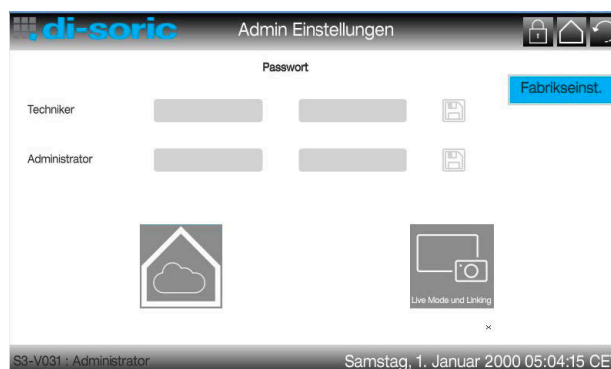 di-soric Admin Einstellungen
Passwort
Fabrikseinst.
Techniker
Administrator
Live Mode und Linking
S3-V031 : Administrator Samstag, 1. Januar 2000 05:04:15 CE